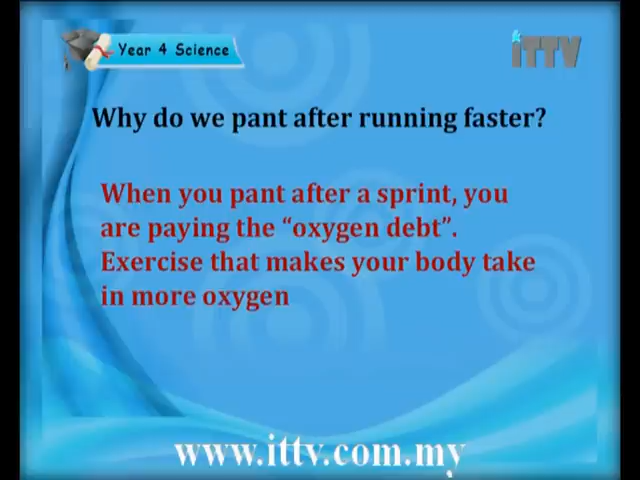 Year 4 Science
iTTV
Why do we pant after running faster?
When you pant after a sprint, you
are paying the “oxygen debt”.
Exercise that makes your body take
in more oxygen
www.ittv.com.my